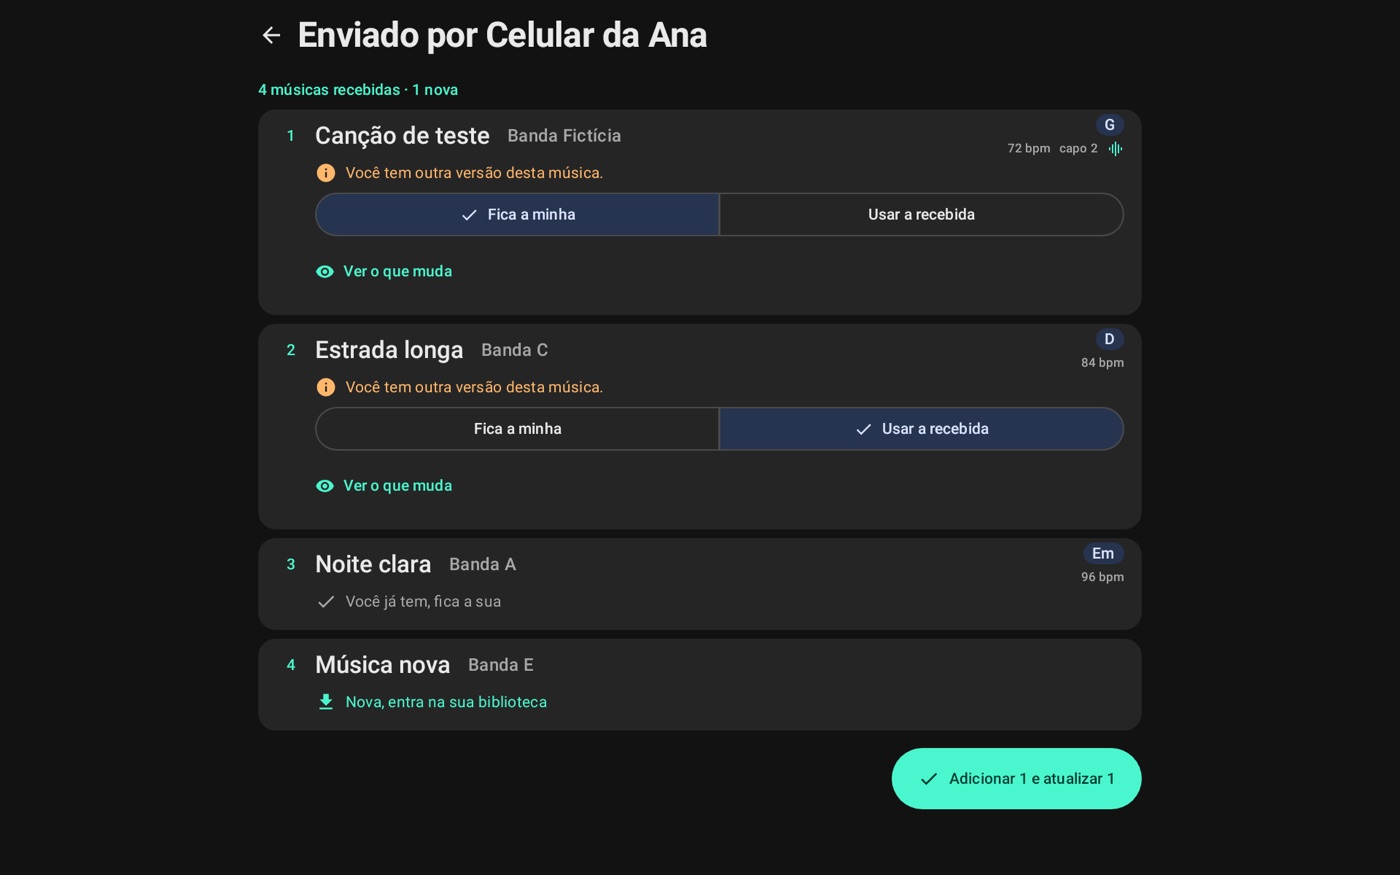 Enviado por Celular da Ana
4 músicas recebidas · 1 nova
1 Canção de teste Banda Fictícia G
72 bpm capo 2
Você tem outra versão desta música.
Fica a minha Usar a recebida
Ver o que muda
2 Estrada longa Banda C D
84 bpm
Você tem outra versão desta música.
Fica a minha Usar a recebida
Ver o que muda
3 Noite clara Banda A Em
96 bpm
Você já tem, fica a sua
4 Música nova Banda E
Nova, entra na sua biblioteca
Adicionar 1 e atualizar 1